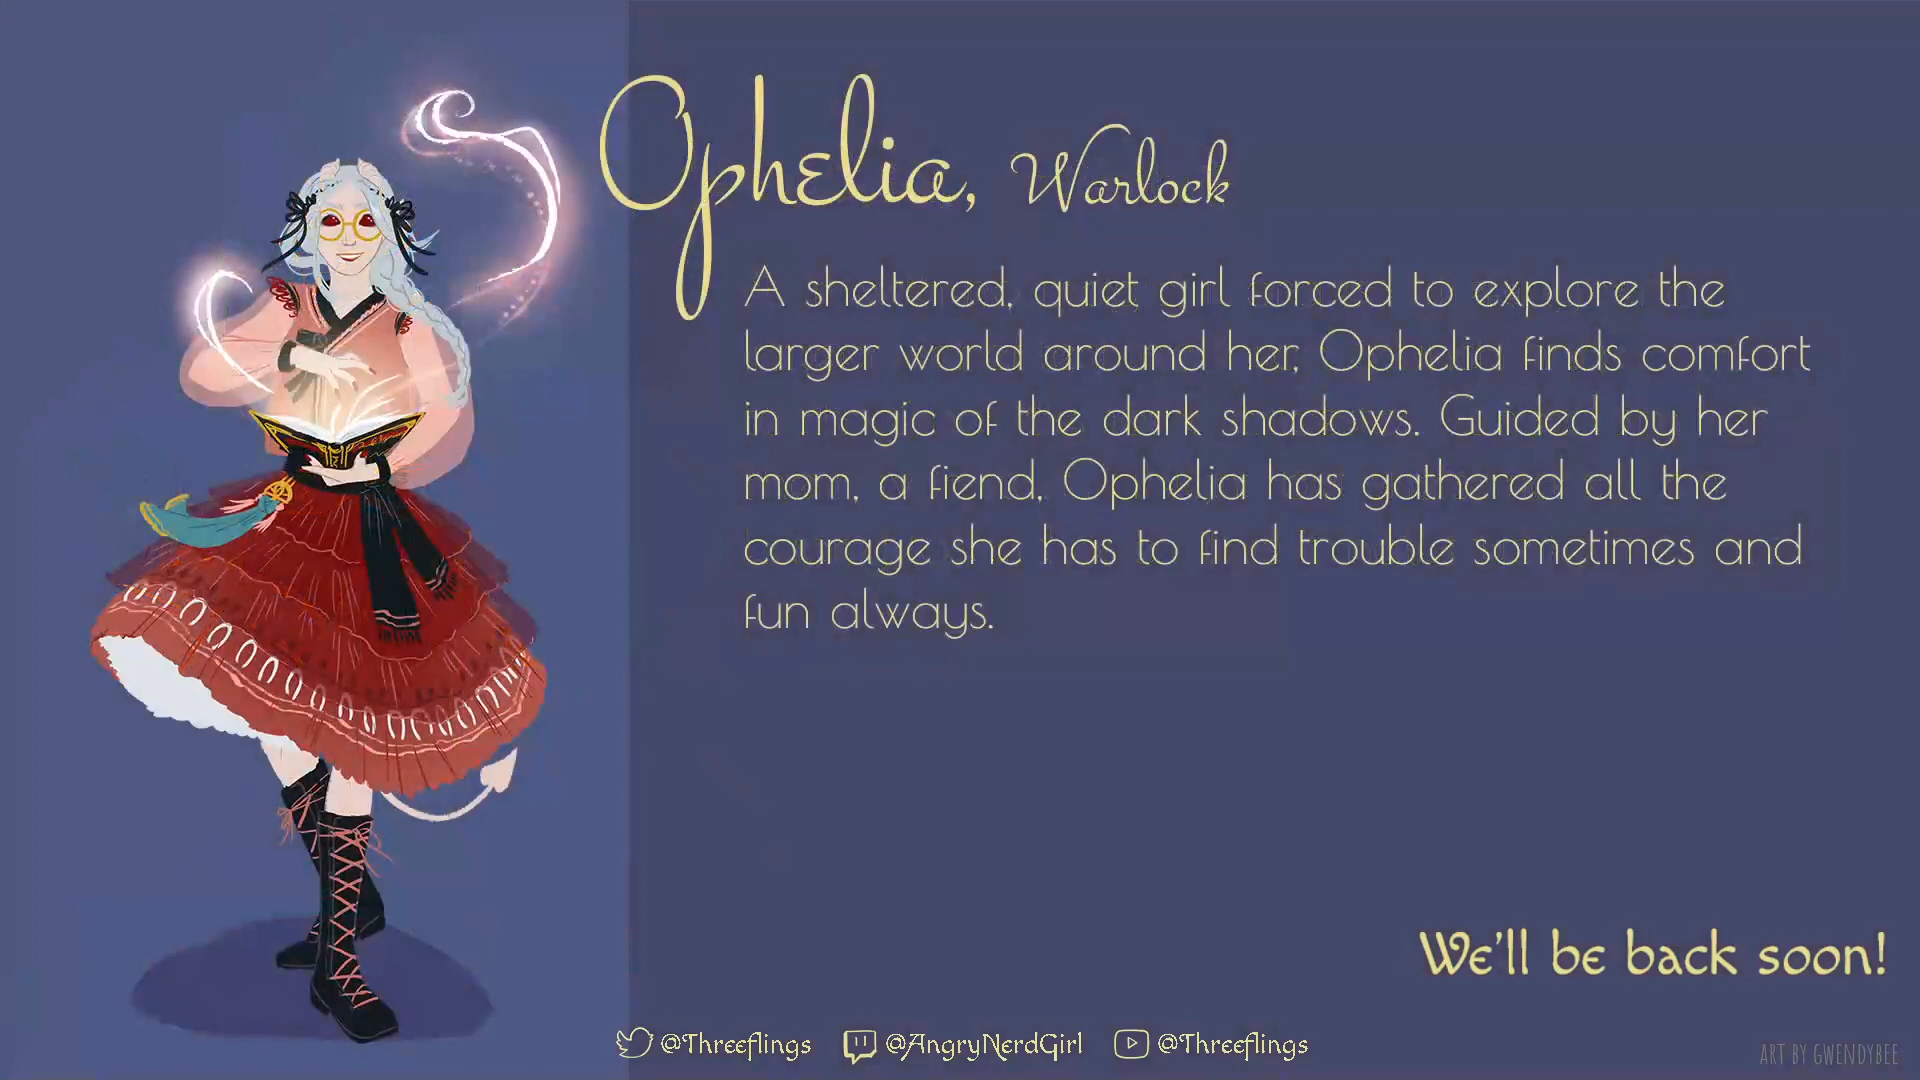 Ophelia, Warlock
A sheltered, quiet girl forced to explore the
larger world around her, Ophelia finds comfort
in magic of the dark shadows. Guided by her
mom, a fiend, Ophelia has gathered all the
courage she has to find trouble sometimes and
fun always.
We'll be back soon!
@Threeflings @AngryNerdGirl @Threeflings
ART BY GWENDYBEE